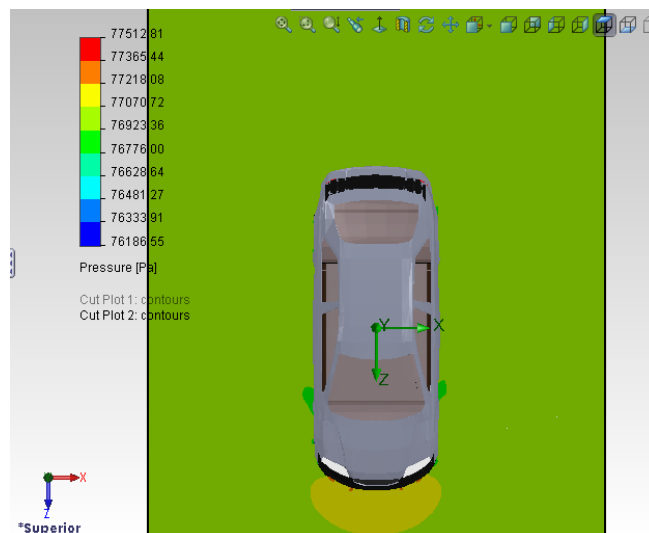 77512.81
77365.44
77218.08
77070.72
76923.36
76776.00
76628.64
76481.27
76333.91
76186.55
Pressure [Pa]
Cut Plot 1: contours
Cut Plot 2: contours
Y
X
Z
X
Z
*Superior